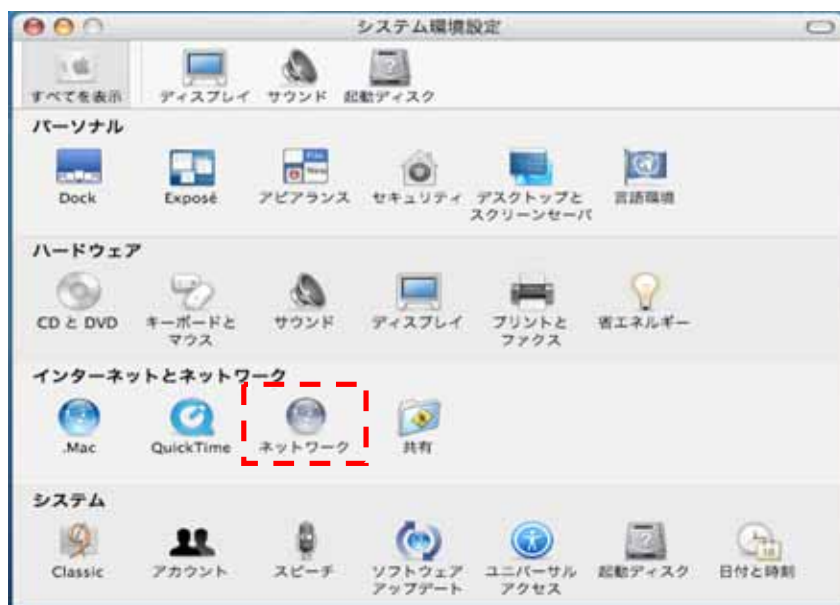 システム環境設定
すべてを表示 ディスプレイ サウンド 起動ディスク
パーソナル
Dock Exposé アピアランス セキュリティ デスクトップと 言語環境
スクリーンセーバ
ハードウェア
CD と DVD キーボードと サウンド ディスプレイ プリントと 省エネルギー
マウス ファクス
インターネットとネットワーク
.Mac QuickTime ネットワーク 共有
システム
Classic アカウント スピーチ ソフトウェア ユニバーサル 起動ディスク 日付と時刻
アップデート アクセス